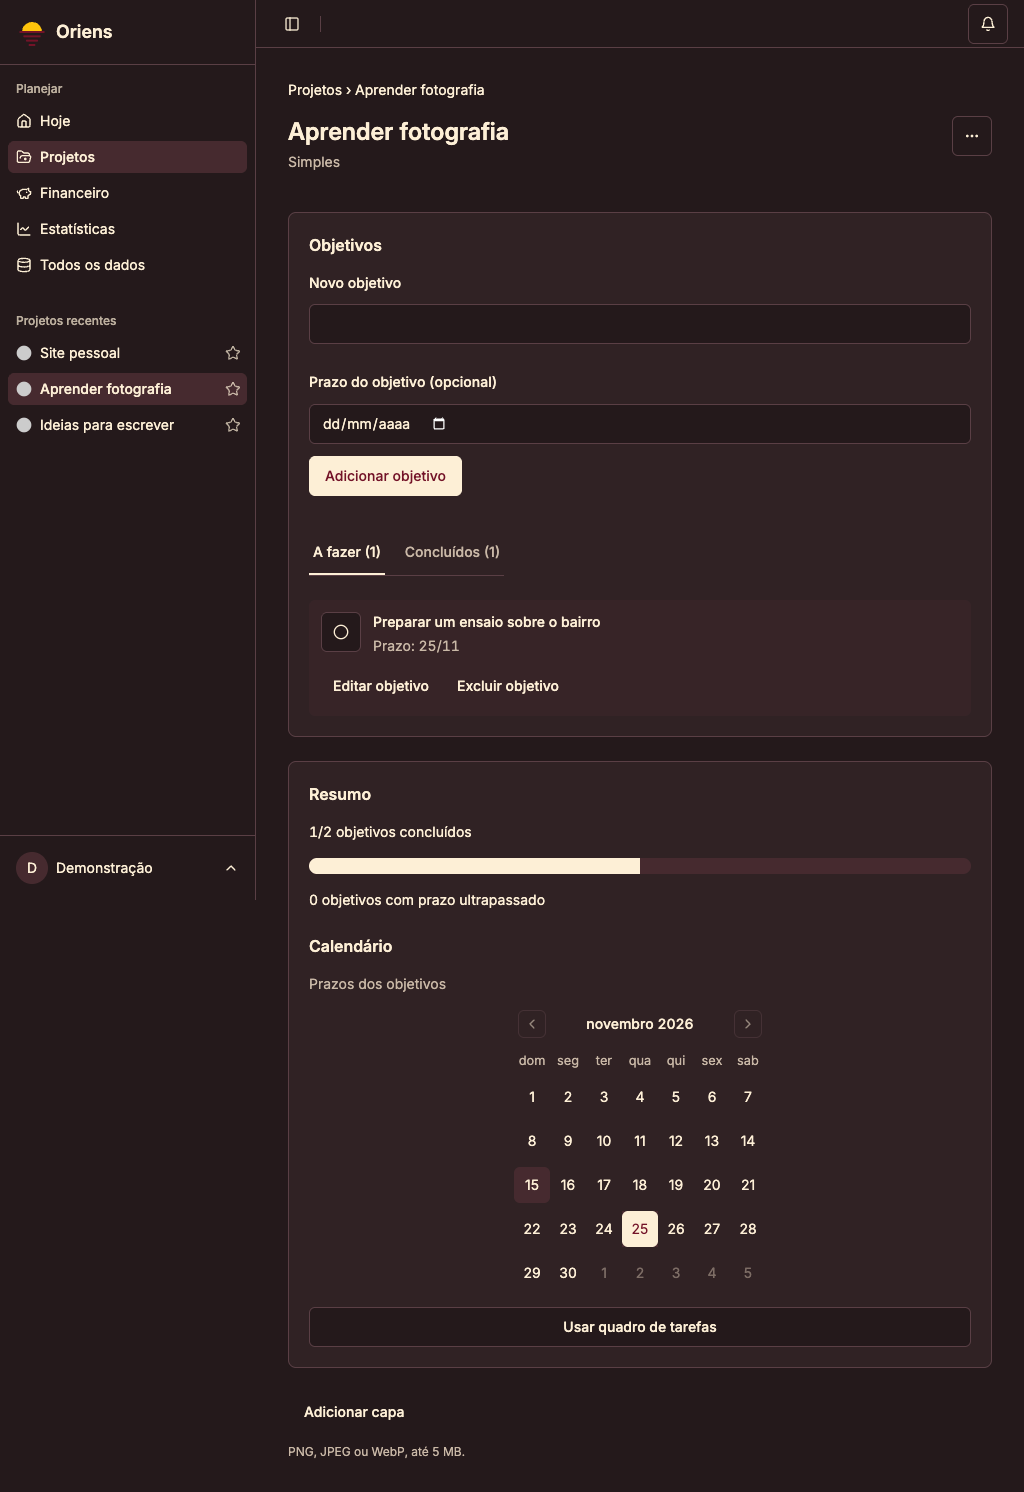 Oriens
Planejar
Hoje
Projetos
Financeiro
Estatísticas
Todos os dados
Projetos recentes
Site pessoal
Aprender fotografia
Ideias para escrever
D Demonstração
Projetos › Aprender fotografia
Aprender fotografia
Simples
Objetivos
Novo objetivo
Prazo do objetivo (opcional)
dd/mm/aaaa
Adicionar objetivo
A fazer (1) Concluídos (1)
Preparar um ensaio sobre o bairro
Prazo: 25/11
Editar objetivo Excluir objetivo
Resumo
1/2 objetivos concluídos
0 objetivos com prazo ultrapassado
Calendário
Prazos dos objetivos
novembro 2026
dom seg ter qua qui sex sab
1 2 3 4 5 6 7
8 9 10 11 12 13 14
15 16 17 18 19 20 21
22 23 24 25 26 27 28
29 30 1 2 3 4 5
Usar quadro de tarefas
Adicionar capa
PNG, JPEG ou WebP, até 5 MB.